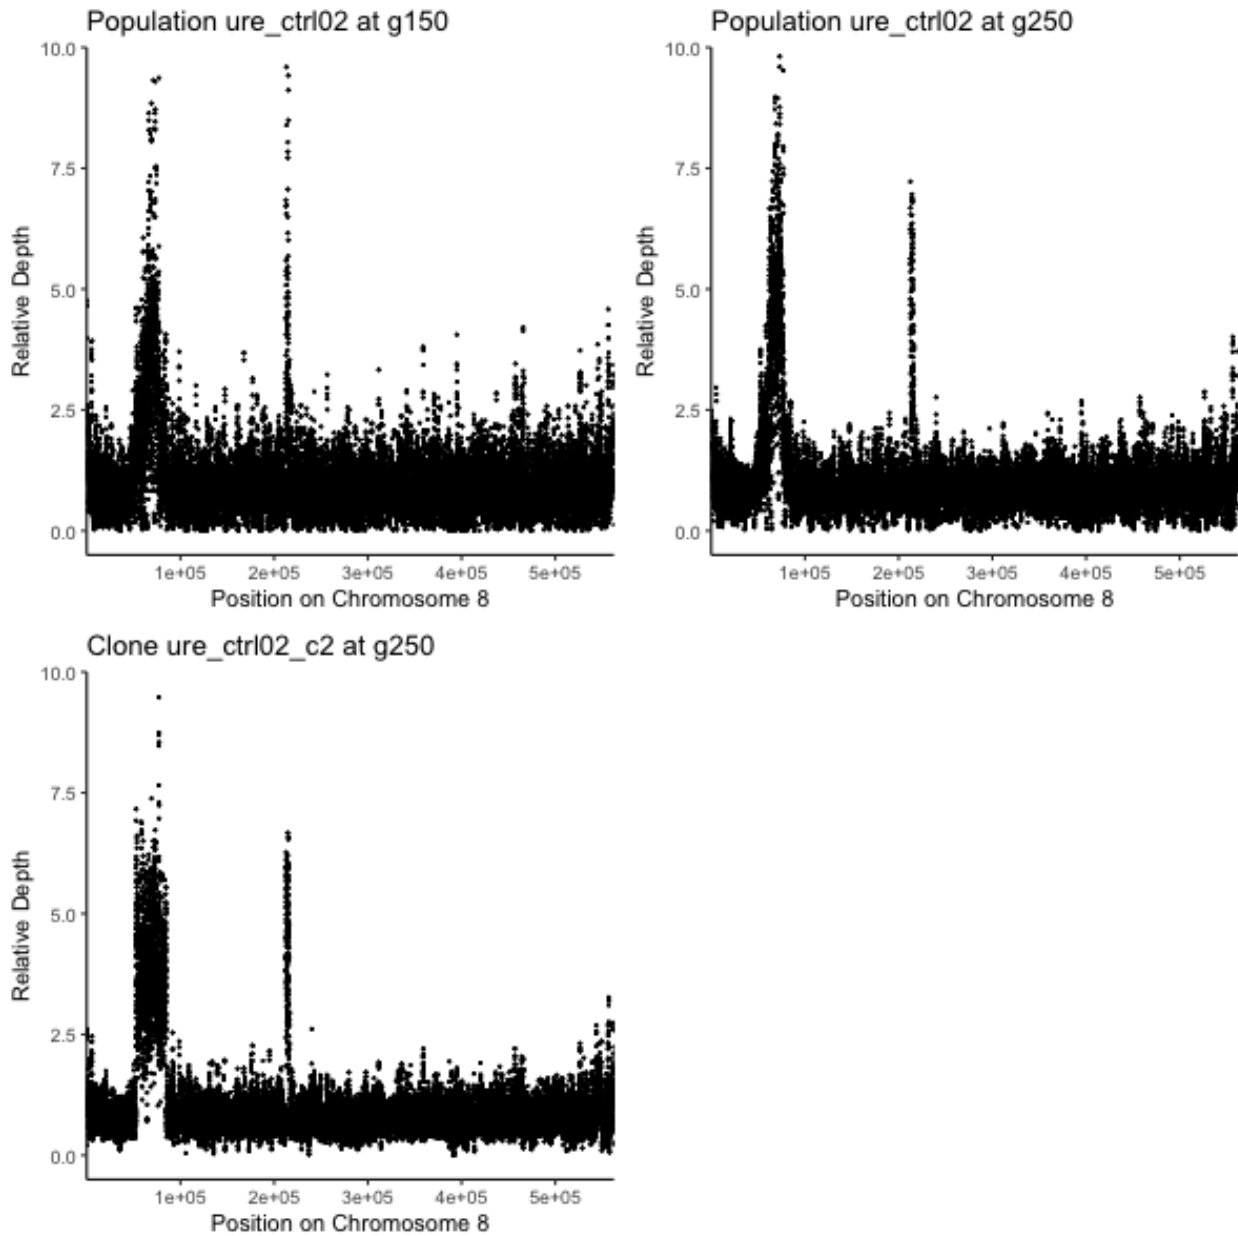 Population ure_ctrl02 at g150
10.0
7.5
5.0
2.5
0.0
Relative Depth
1e+05 2e+05 3e+05 4e+05 5e+05
Position on Chromosome 8
Population ure_ctrl02 at g250
10.0
7.5
5.0
2.5
0.0
Relative Depth
1e+05 2e+05 3e+05 4e+05 5e+05
Position on Chromosome 8
Clone ure_ctrl02_c2 at g250
10.0
7.5
5.0
2.5
0.0
Relative Depth
1e+05 2e+05 3e+05 4e+05 5e+05
Position on Chromosome 8